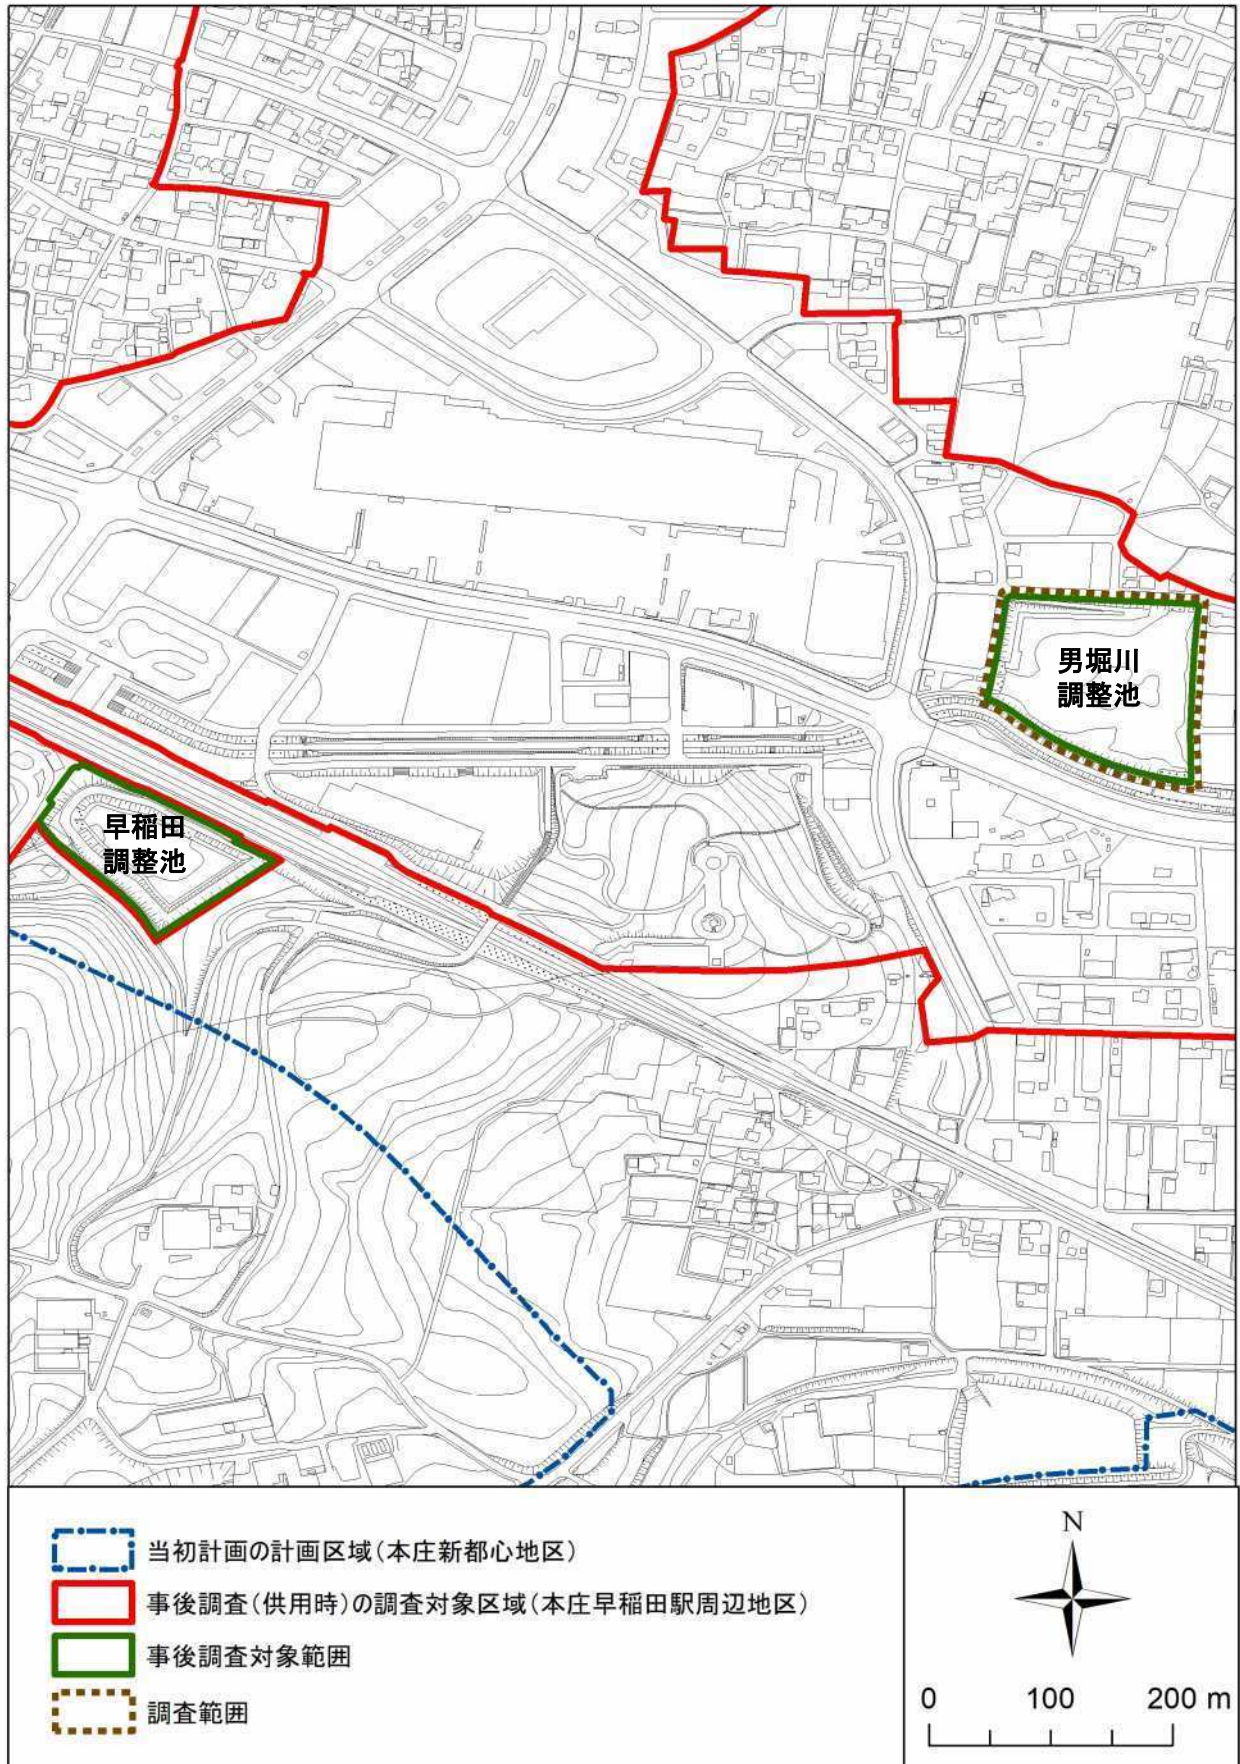 男堀川
調整池
早稲田
調整池
当初計画の計画区域(本庄新都心地区)
事後調査(供用時)の調査対象区域(本庄早稲田駅周辺地区)
事後調査対象範囲
調査範囲
N
0 100 200 m